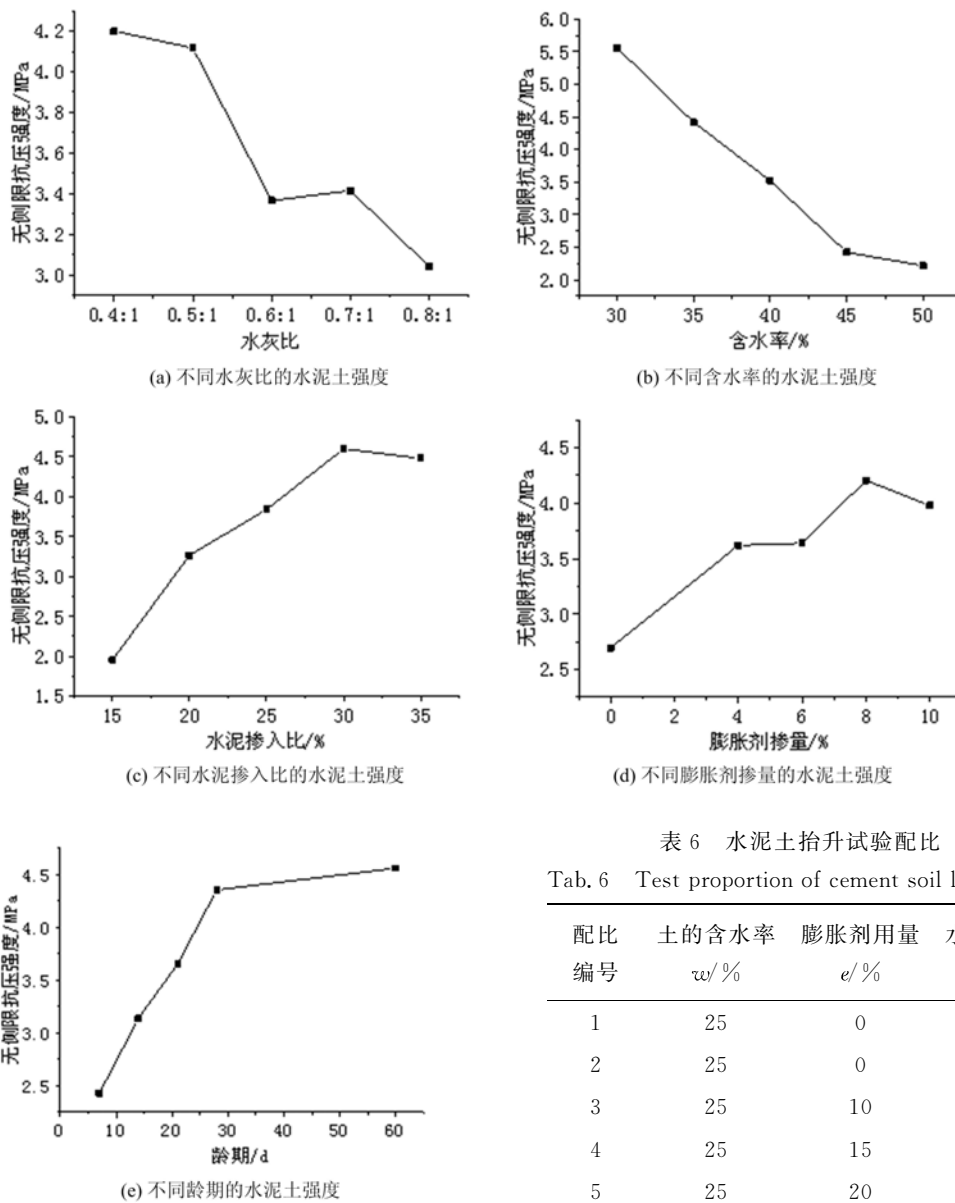 4.2
4.0
3.8
3.6
3.4
3.2
3.0
无侧限抗压强度/MPa
0.4:1 0.5:1 0.6:1 0.7:1 0.8:1
水灰比
(a) 不同水灰比的水泥土强度
6.0
5.5
5.0
4.5
4.0
3.5
3.0
2.5
2.0
无侧限抗压强度/MPa
30 35 40 45 50
含水率/%
(b) 不同含水率的水泥土强度
5.0
4.5
4.0
3.5
3.0
2.5
2.0
1.5
无侧限抗压强度/MPa
15 20 25 30 35
水泥掺入比/%
(c) 不同水泥掺入比的水泥土强度
4.5
4.0
3.5
3.0
2.5
无侧限抗压强度/MPa
0 2 4 6 8 10
膨胀剂掺量/%
(d) 不同膨胀剂掺量的水泥土强度
4.5
4.0
3.5
3.0
2.5
无侧限抗压强度/MPa
0 10 20 30 40 50 60
龄期/d
(e) 不同龄期的水泥土强度
表 6 水泥土抬升试验配比
Tab. 6 Test proportion of cement soil
配比 土的含水率 膨胀剂用量
编号 w/% e/%
1 25 0
2 25 0
3 25 10
4 25 15
5 25 20